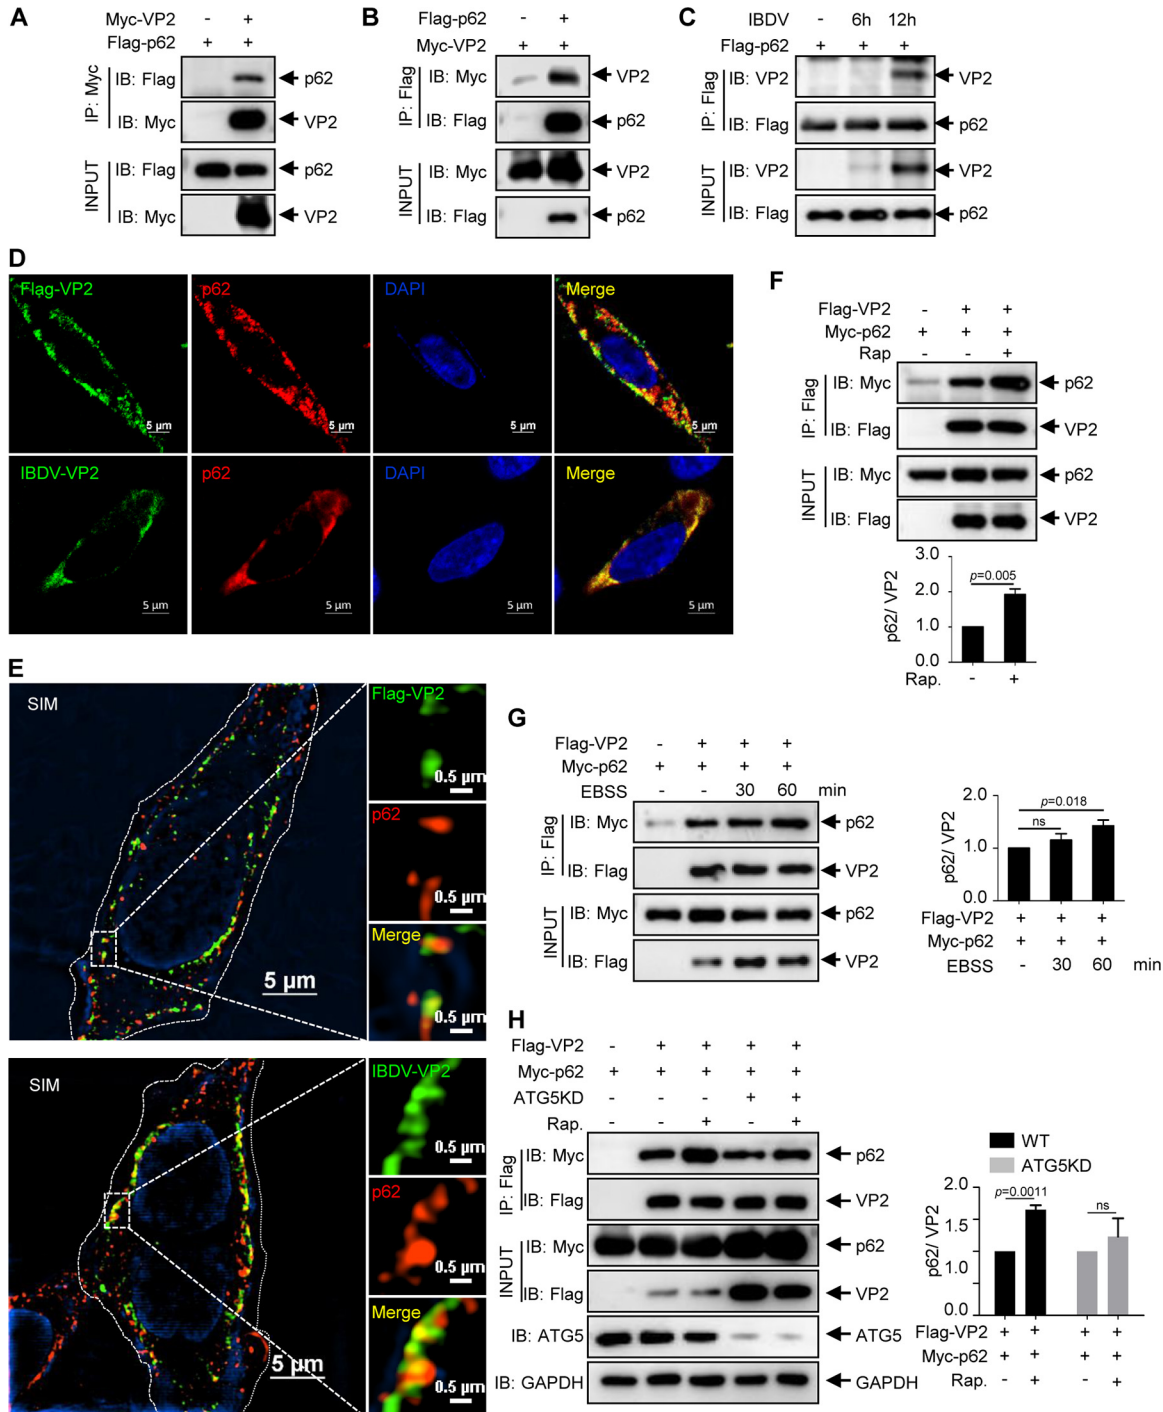 A
Myc-VP2 - +
Flag-p62 + +
IP: Myc
IB: Flag p62
IB: Myc VP2
INPUT
IB: Flag p62
IB: Myc VP2
B
Flag-p62 - +
Myc-VP2 + +
IP: Flag
IB: Myc VP2
IB: Flag p62
INPUT
IB: Myc VP2
IB: Flag p62
C
IBDV - 6h 12h
Flag-p62 + + +
IP: Flag
IB: VP2 VP2
IB: Flag p62
INPUT
IB: VP2 VP2
IB: Flag p62
D
Flag-VP2 p62 DAPI Merge
5 µm 5 µm 5 µm 5 µm
IBDV-VP2 p62 DAPI Merge
5 µm 5 µm 5 µm 5 µm
E
SIM
5 µm
Flag-VP2
0.5 µm
p62
0.5 µm
Merge
0.5 µm
SIM
5 µm
IBDV-VP2
0.5 µm
p62
0.5 µm
Merge
0.5 µm
F
Flag-VP2 - + +
Myc-p62 + + +
Rap - - +
IP: Flag
IB: Myc p62
IB: Flag VP2
INPUT
IB: Myc p62
IB: Flag VP2
p62/ VP2
3.0
2.0
1.0
0.0
p=0.005
Rap. - +
G
Flag-VP2 - + + +
Myc-p62 + + + +
EBSS - - 30 60 min
IP: Flag
IB: Myc p62
IB: Flag VP2
INPUT
IB: Myc p62
IB: Flag VP2
p62/ VP2
2.0
1.0
0.0
p=0.018
ns
Flag-VP2 + + +
Myc-p62 + + +
EBSS - 30 60 min
H
Flag-VP2 - + + + +
Myc-p62 + + + + +
ATG5KD - - - + +
Rap. - - + - +
IP: Flag
IB: Myc p62
IB: Flag VP2
INPUT
IB: Myc p62
IB: Flag VP2
IB: ATG5 ATG5
IB: GAPDH GAPDH
WT
ATG5KD
p62/ VP2
2.0
1.5
1.0
0.0
p=0.0011
ns
Flag-VP2 + + + +
Myc-p62 + + + +
Rap. - + - +